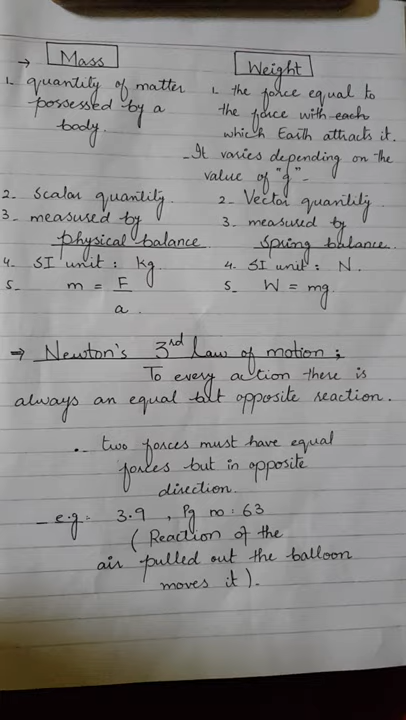 → Mass
1. quantity of matter
possessed by a
body.
2. Scalar quantity.
3. measused by
physical balance
4. SI unit : kg
5. m = F/a
Weight
1. the force equal to
the force with each
which Earth attracts it.
- It varies depending on the
value of "g"-
2- Vector quantity.
3. measused by
spring balance.
4. SI unit : N.
5. W = mg.
→ Newton's 3rd law of motion ;
To every action there is
always an equal but opposite reaction.
.- two forces must have equal
forces but in opposite
direction.
- e.g:- 3.9 , Pg no : 63
( Reaction of the
air pulled out the balloon
moves it ).